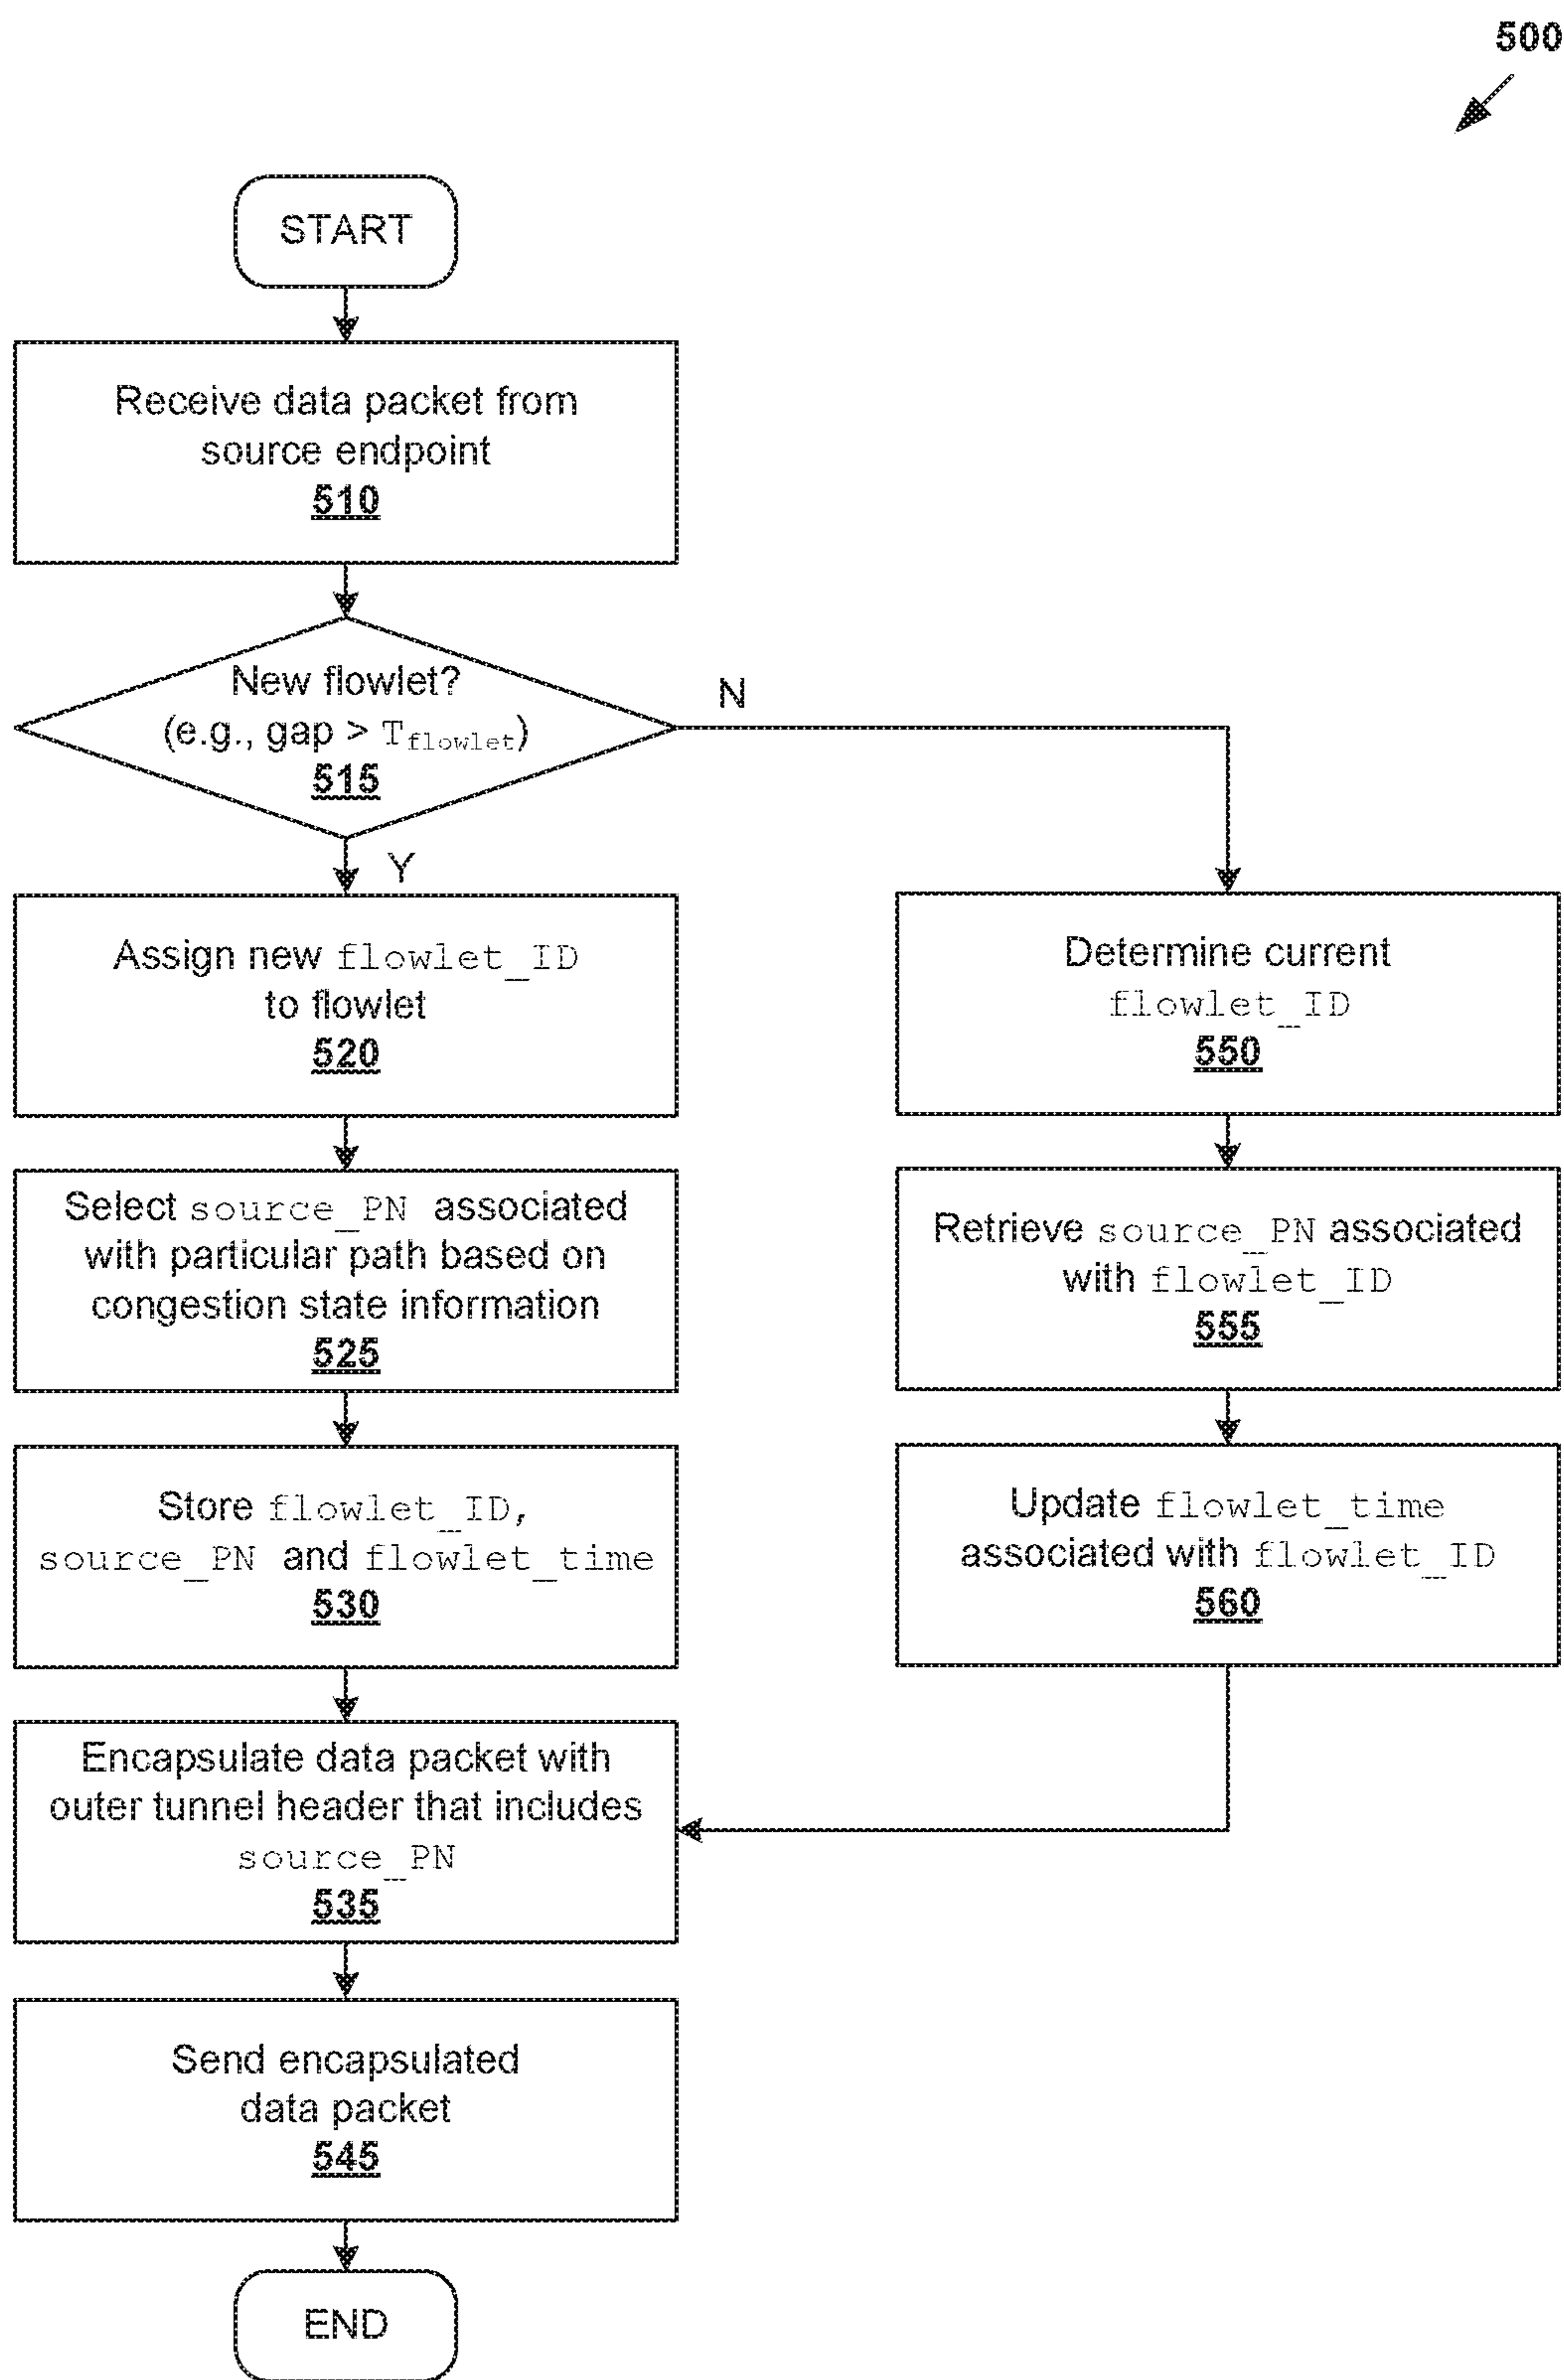 500
START
Receive data packet from
source endpoint
510
New flowlet?
(e.g., gap > Tflowlet)
515
N
Y
Assign new flowlet_ID
to flowlet
520
Select source_PN associated
with particular path based on
congestion state information
525
Store flowlet_ID,
source_PN and flowlet_time
530
Determine current
flowlet_ID
550
Retrieve source_PN associated
with flowlet_ID
555
Update flowlet_time
associated with flowlet_ID
560
Encapsulate data packet with
outer tunnel header that includes
source_PN
535
Send encapsulated
data packet
545
END